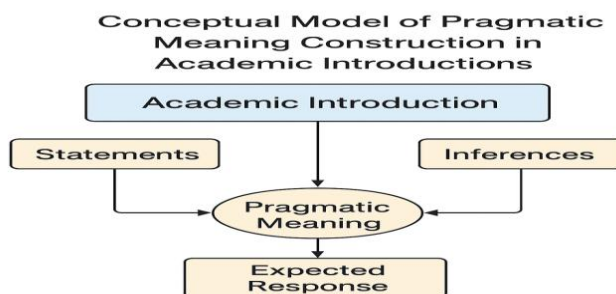 Conceptual Model of Pragmatic
Meaning Construction in
Academic Introductions
Academic Introduction
Statements
Inferences
Pragmatic
Meaning
Expected
Response